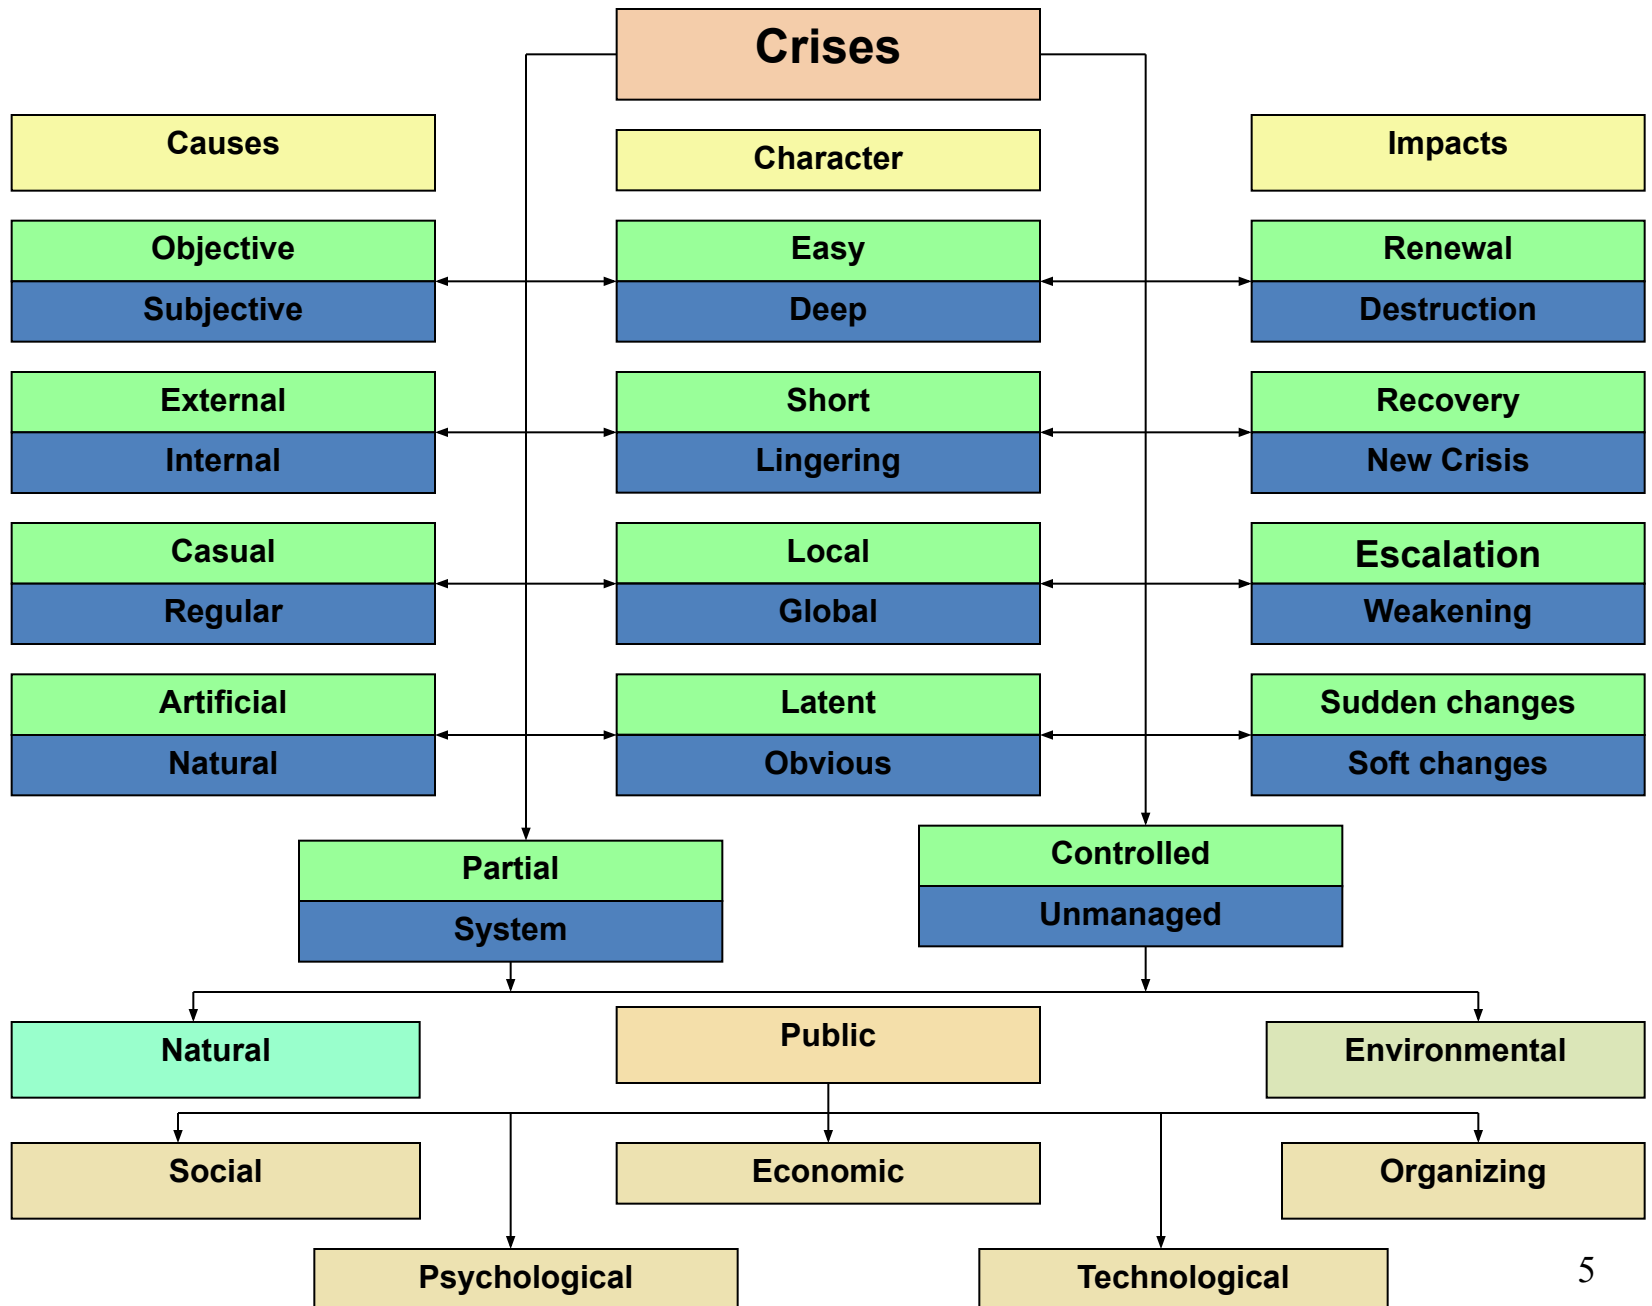 Crises
Causes
Character
Impacts
Objective
Easy
Renewal
Subjective
Deep
Destruction
External
Short
Recovery
Internal
Lingering
New Crisis
Casual
Local
Escalation
Regular
Global
Weakening
Artificial
Latent
Sudden changes
Natural
Obvious
Soft changes
Partial
Controlled
System
Unmanaged
Natural
Public
Environmental
Social
Economic
Organizing
Psychological
Technological
5